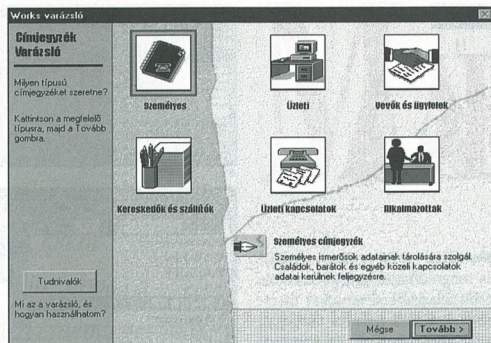 Works varázsló
Címjegyzék
Varázsló
Milyen típusú
címjegyzéket szeretne?
Kattintson a megfelelő
típusra, majd a Tovább
gombra.
Személyes
Üzleti
Vevők és ügyfelek
Kereskedők és szállítók
Üzleti kapcsolatok
Alkalmazottak
Személyes címjegyzék
Személyes ismerősök adatainak tárolására szolgál.
Családok, barátok és egyéb közeli kapcsolatok
adatai kerülnek feljegyzésre.
Tudnivalók
Mi az a varázsló, és
hogyan használhatom?
Mégse
Tovább >